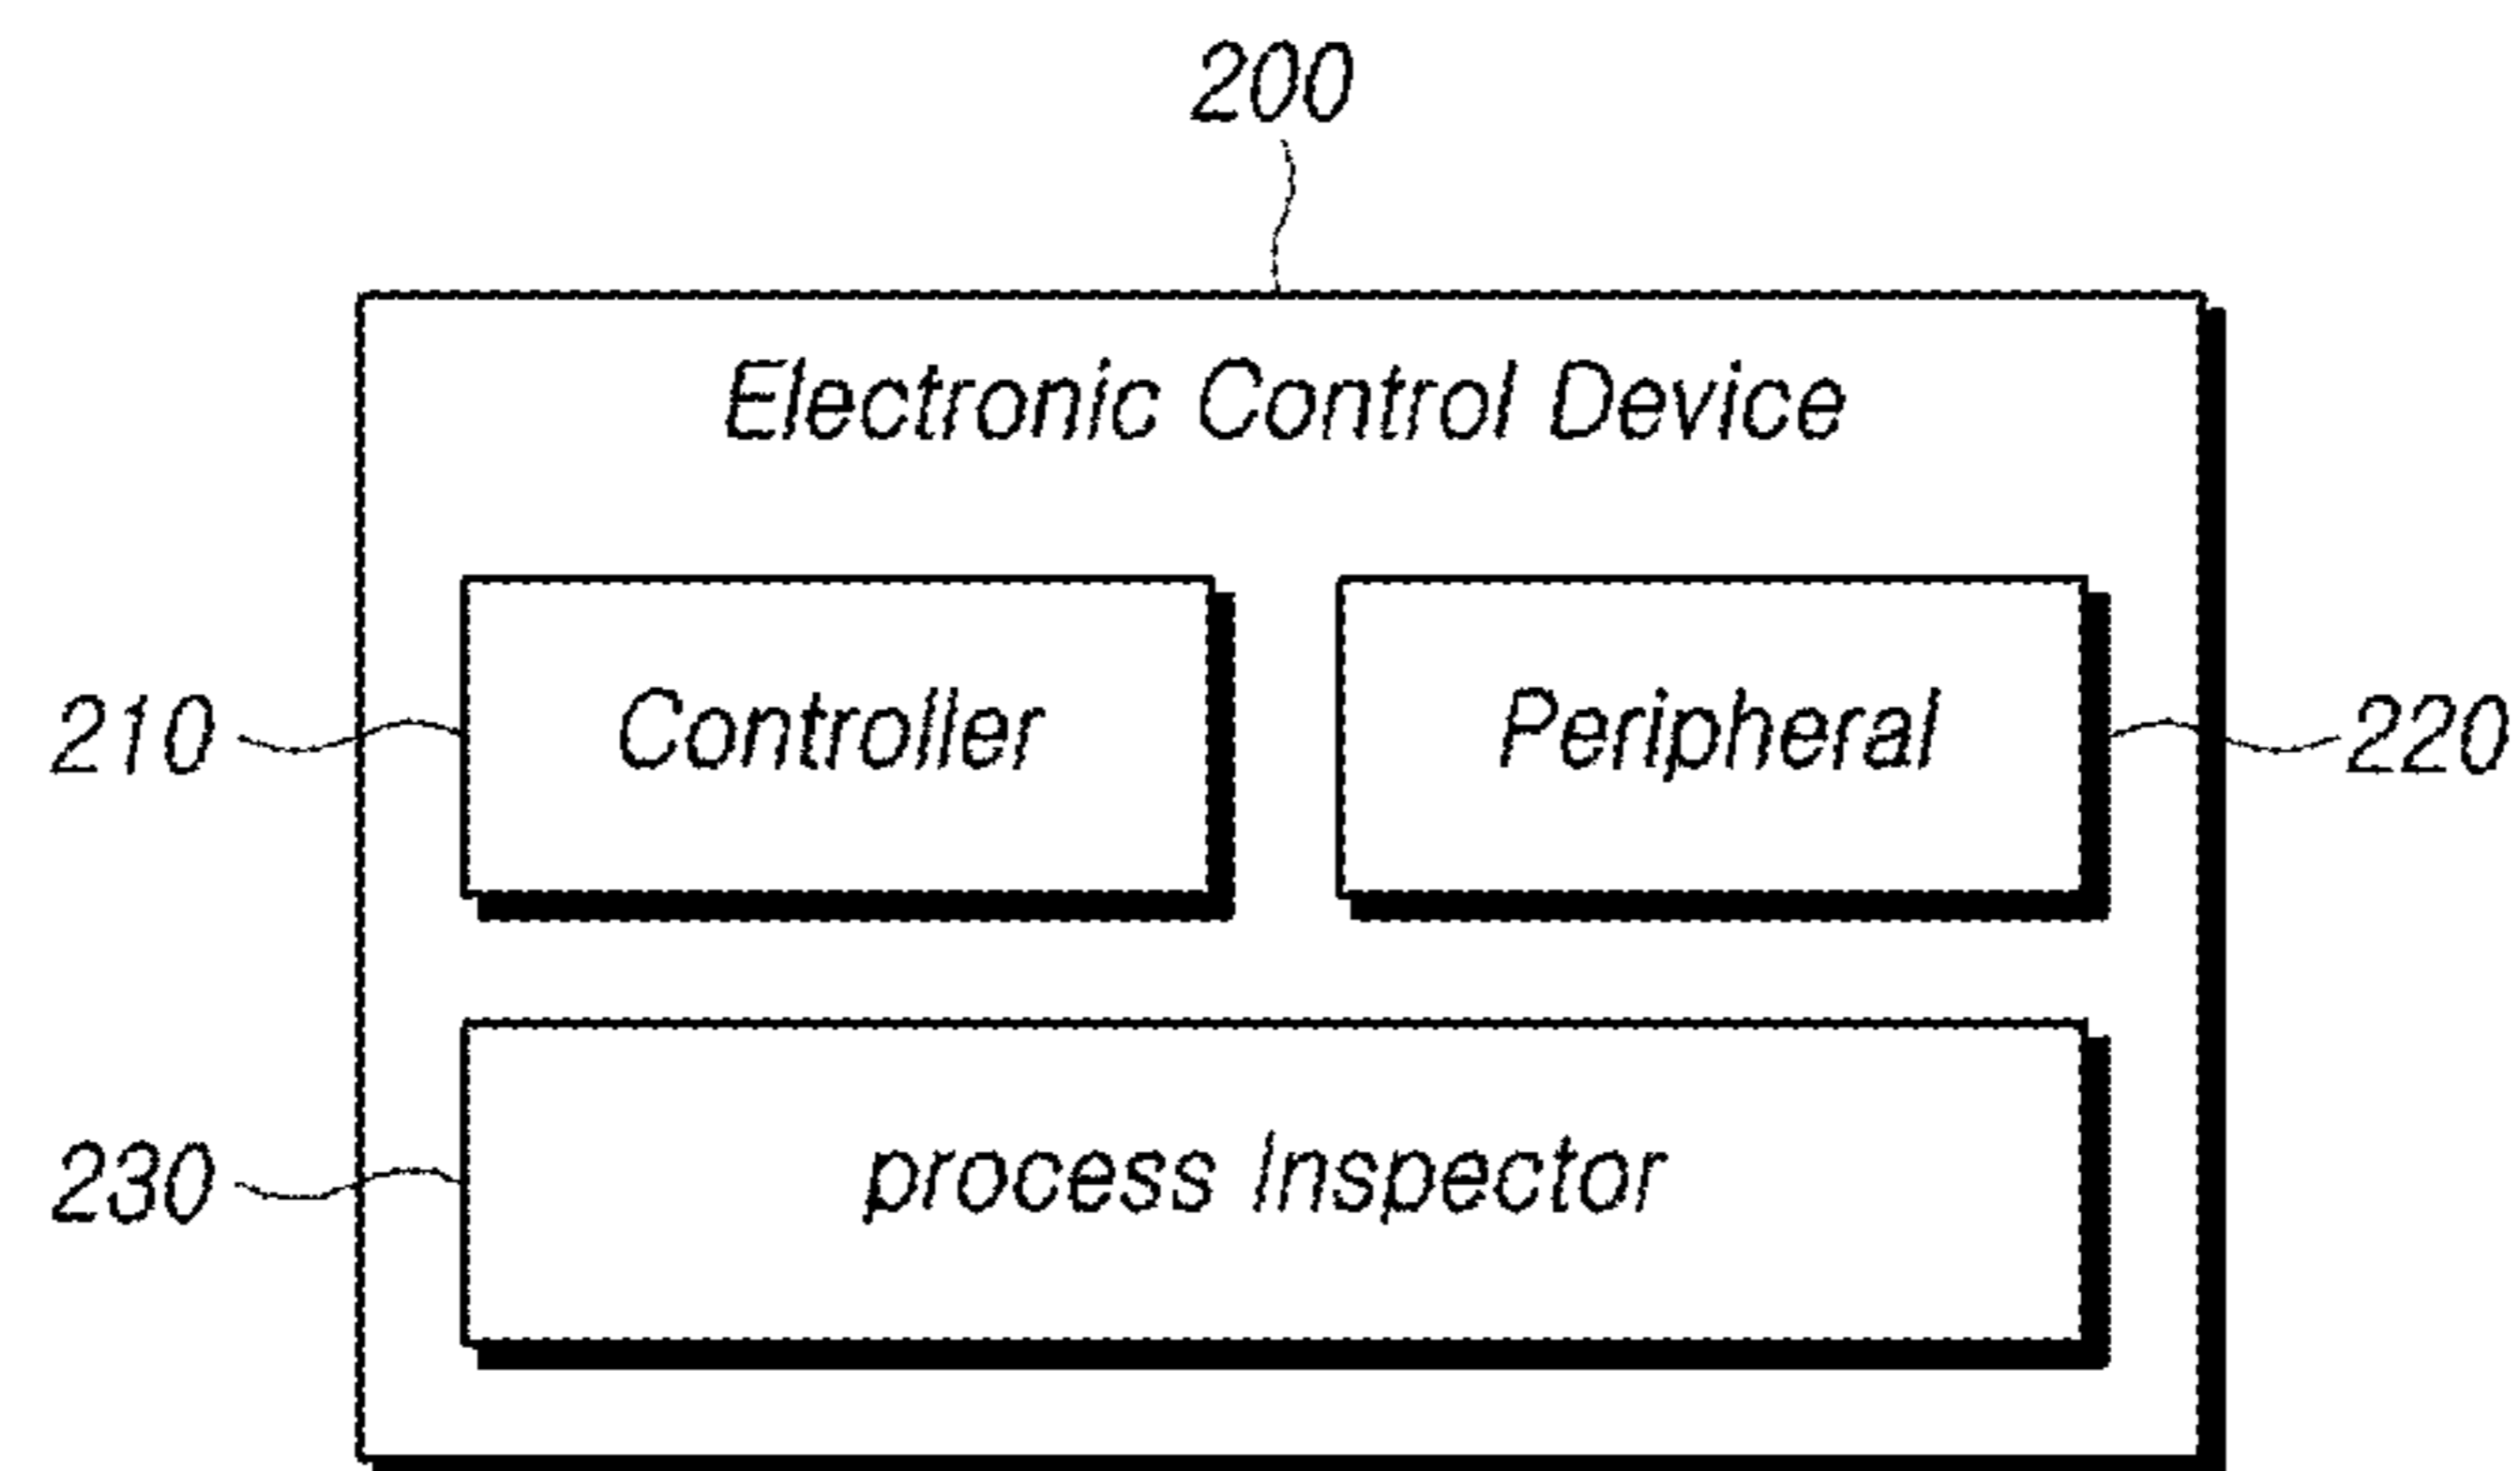 200
Electronic Control Device
210 Controller Peripheral 220
230 process Inspector